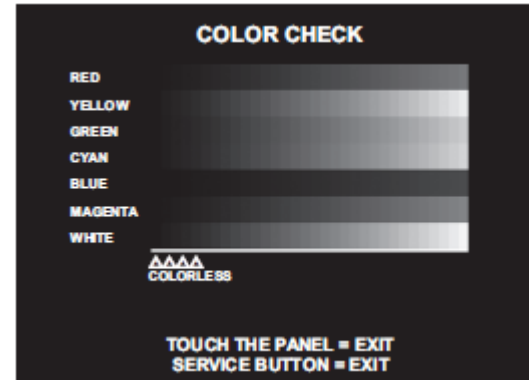 COLOR CHECK
RED
YELLOW
GREEN
CYAN
BLUE
MAGENTA
WHITE
△△△△
COLORLESS
TOUCH THE PANEL = EXIT
SERVICE BUTTON = EXIT